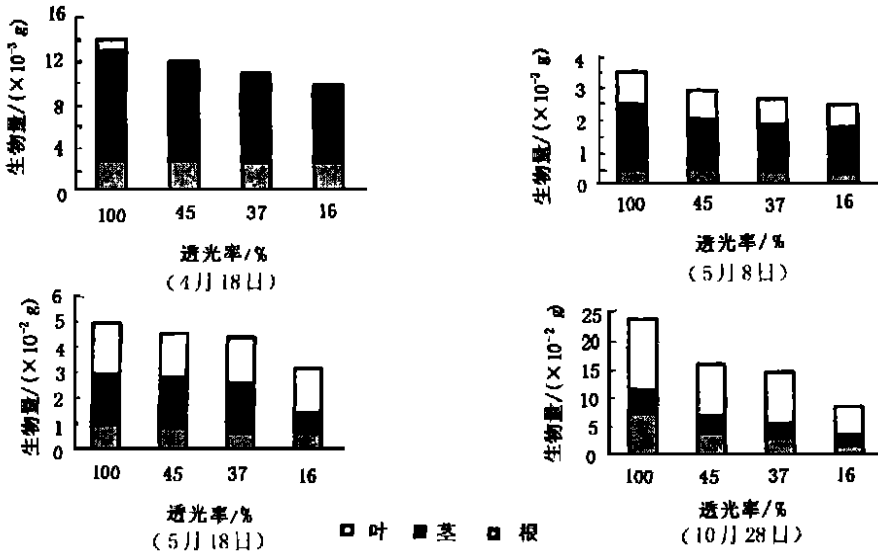 生物量/(×10⁻³ g)
16
12
8
4
0
100 45 37 16
透光率/%
(4月18日)
生物量/(×10⁻³ g)
4
3
2
1
0
100 45 37 16
透光率/%
(5月8日)
生物量/(×10⁻² g)
6
5
4
3
2
1
0
100 45 37 16
透光率/%
(5月18日)
生物量/(×10⁻² g)
25
20
15
10
5
0
100 45 37 16
透光率/%
(10月28日)
叶 茎 根